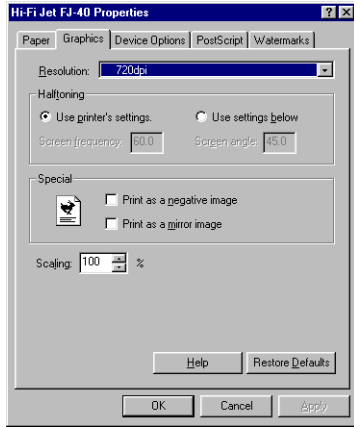 Hi-Fi Jet FJ-40 Properties
Paper Graphics Device Options PostScript Watermarks
Resolution: 720dpi
Halftoning
Use printer's settings. Use settings below
Screen frequency: 60.0 Screen angle: 45.0
Special
Print as a negative image
Print as a mirror image
Scaling: 100 %
Help Restore Defaults
OK Cancel Apply